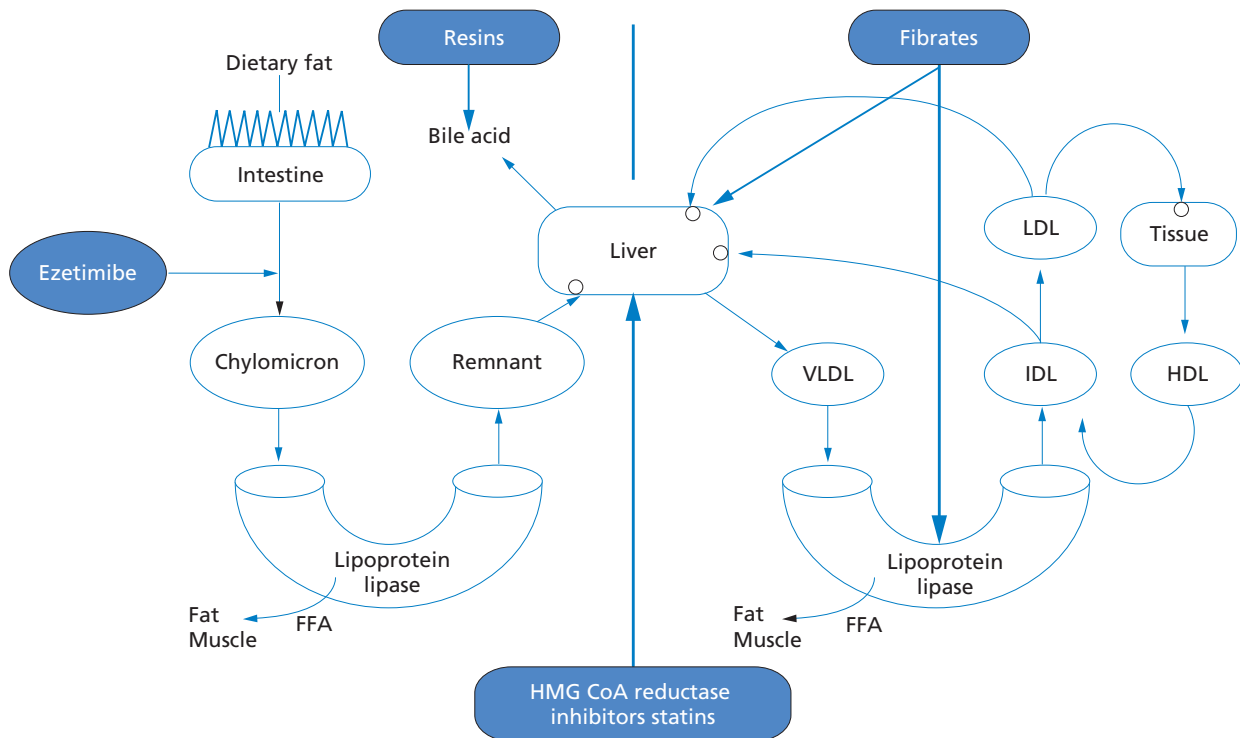 Resins
Fibrates
Dietary fat
Bile acid
Intestine
Liver
LDL
Tissue
Ezetimibe
Chylomicron
Remnant
VLDL
IDL
HDL
Lipoprotein
lipase
Fat
Muscle
FFA
Lipoprotein
lipase
Fat
Muscle
FFA
HMG CoA reductase
inhibitors statins